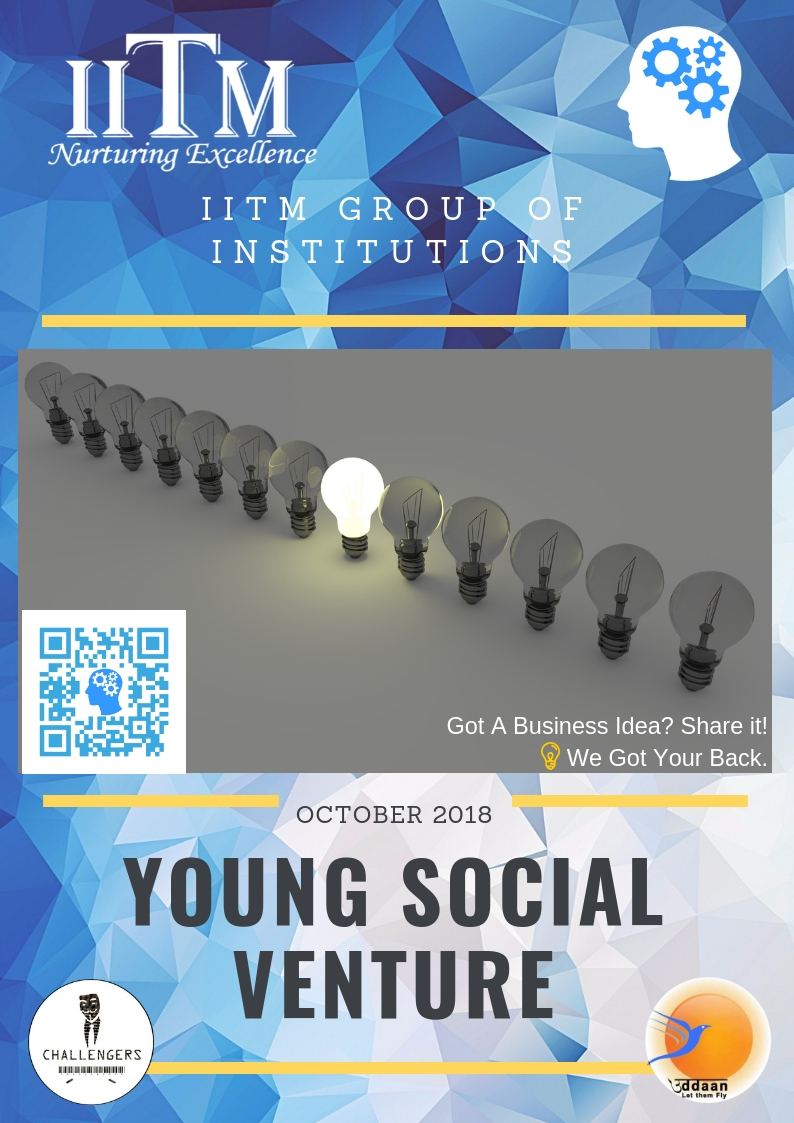 IITM
Nurturing Excellence
IITM GROUP OF
INSTITUTIONS
Got A Business Idea? Share it!
We Got Your Back.
OCTOBER 2018
YOUNG SOCIAL
VENTURE
CHALLENGERS
Uddaan
Let them Fly